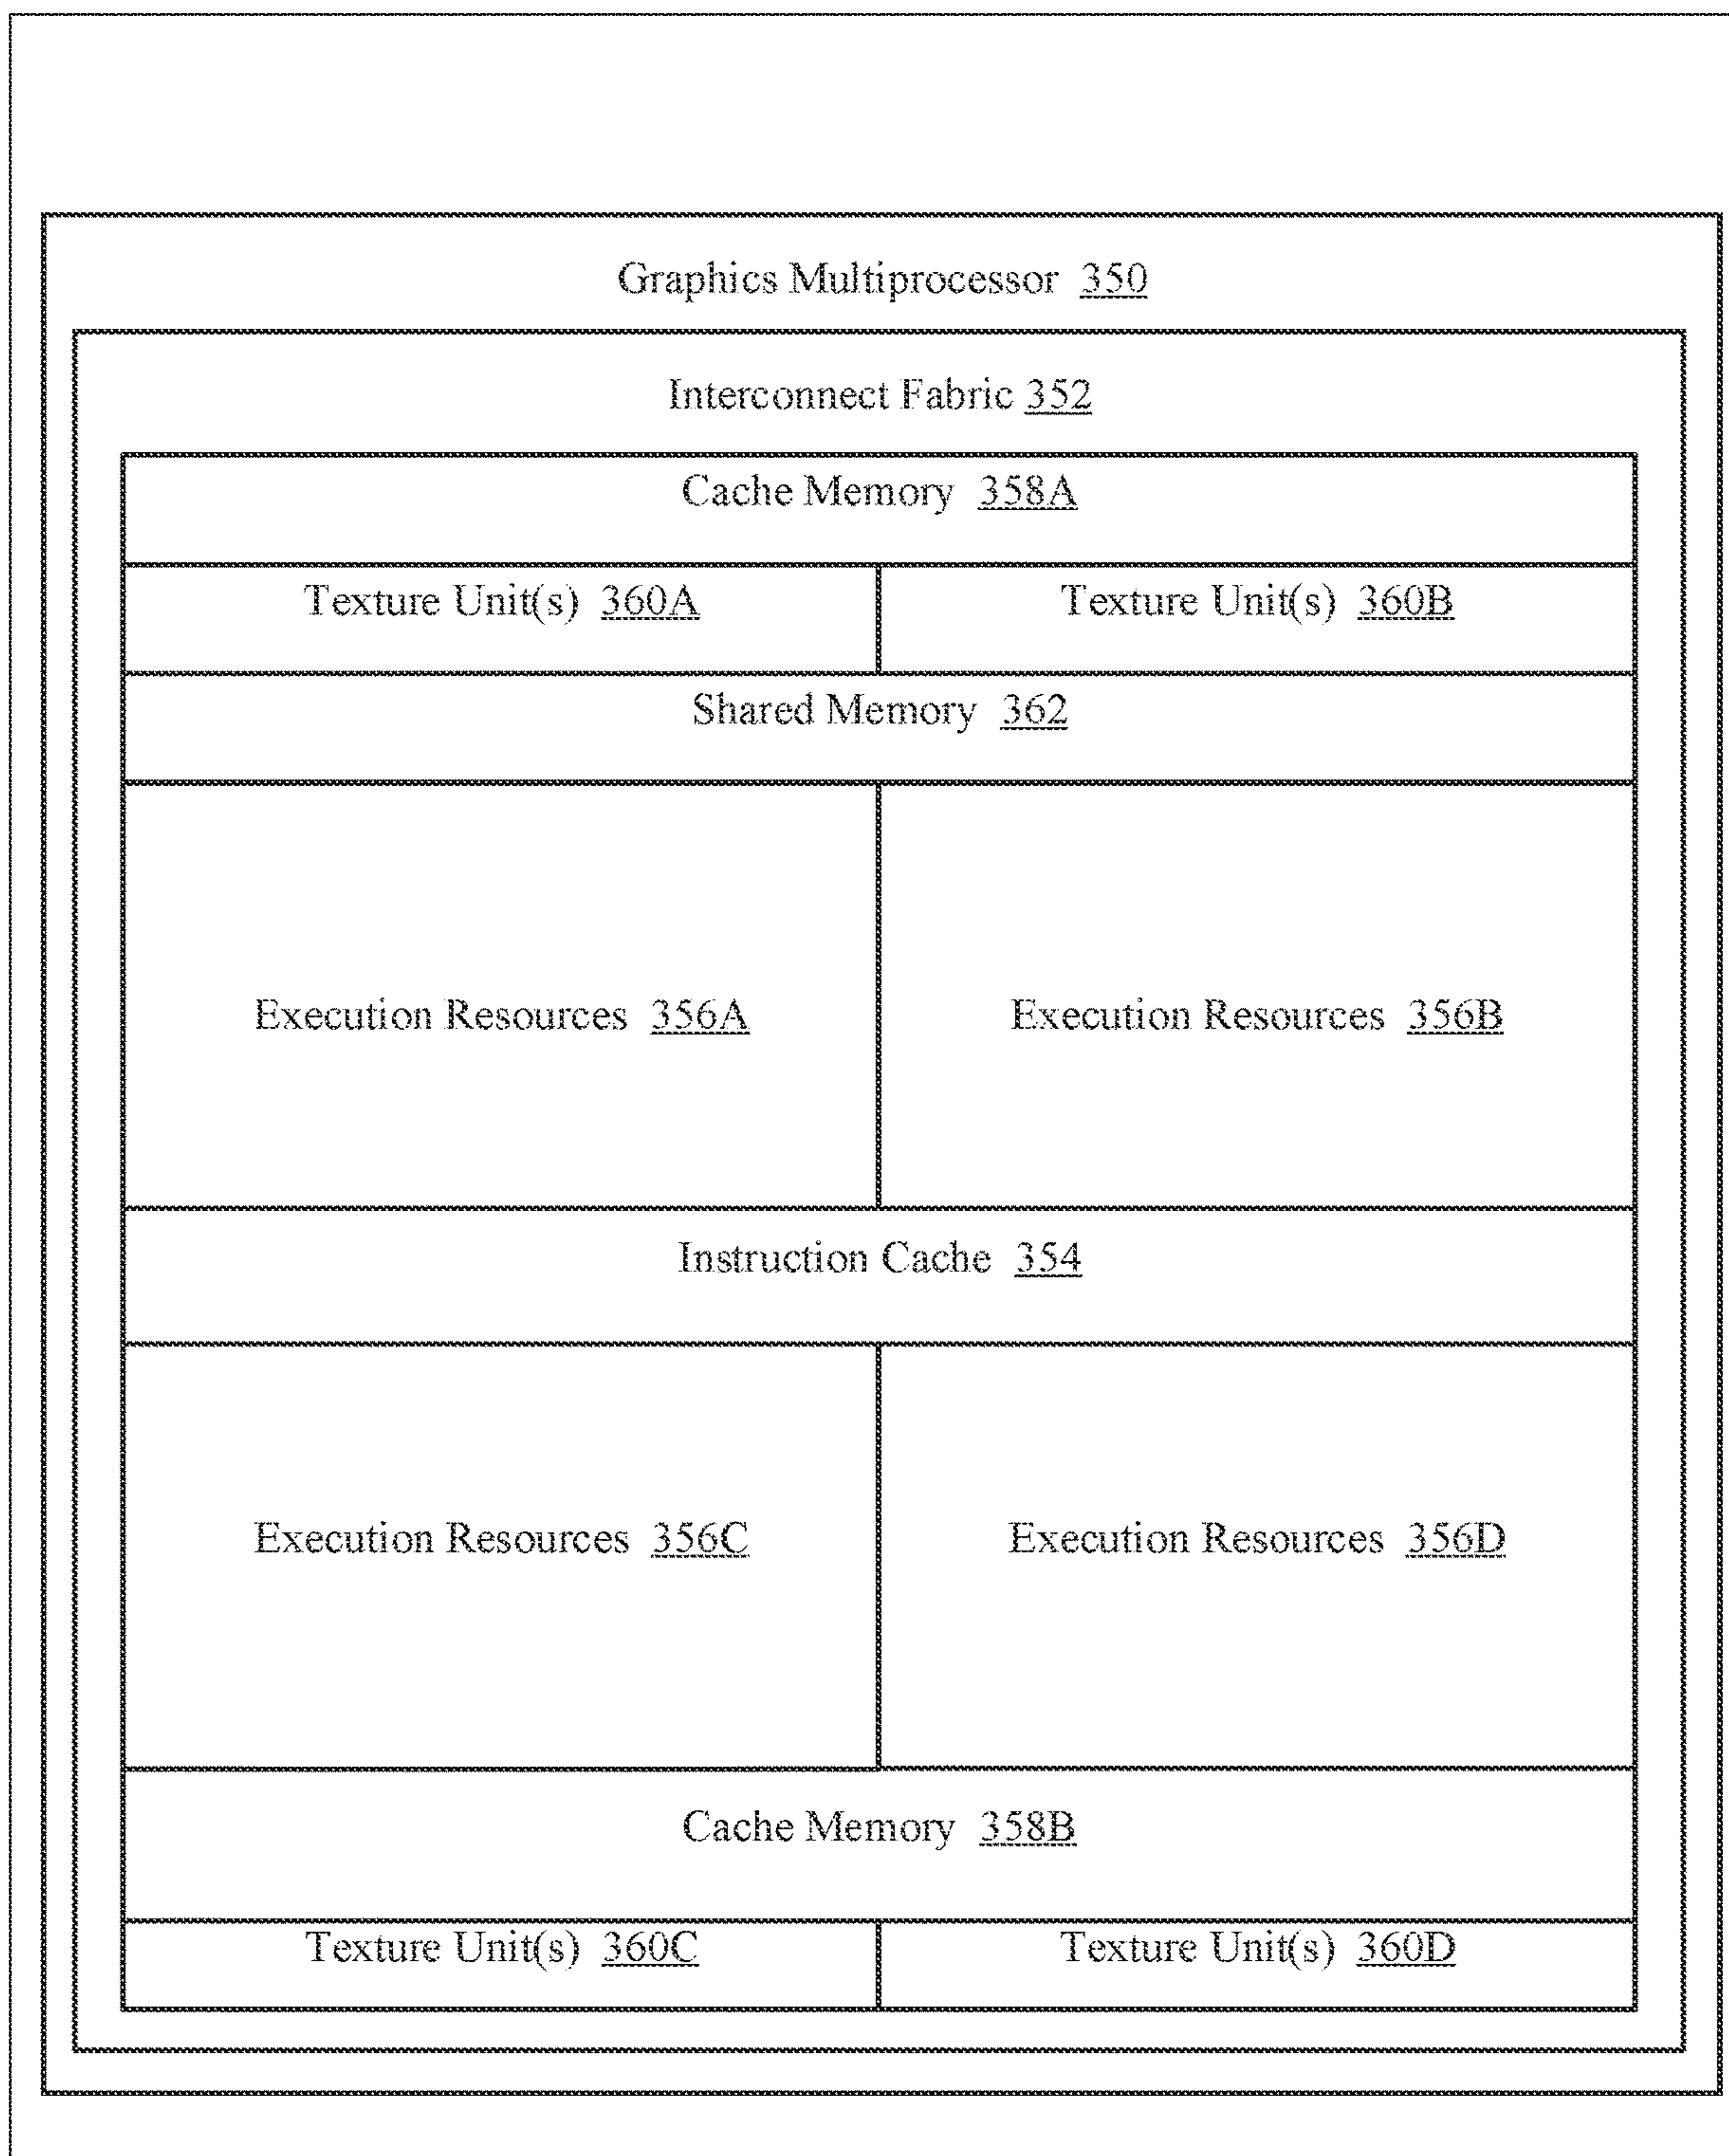 Graphics Multiprocessor 350
Interconnect Fabric 352
Cache Memory 358A
Texture Unit(s) 360A
Texture Unit(s) 360B
Shared Memory 362
Execution Resources 356A
Execution Resources 356B
Instruction Cache 354
Execution Resources 356C
Execution Resources 356D
Cache Memory 358B
Texture Unit(s) 360C
Texture Unit(s) 360D